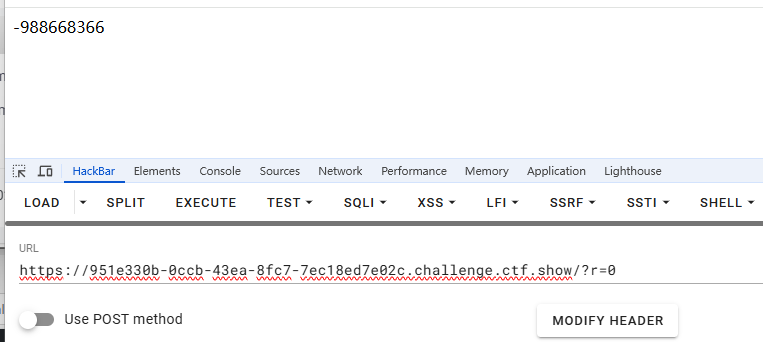 -988668366
HackBar Elements Console Sources Network Performance Memory Application Lighthouse
LOAD SPLIT EXECUTE TEST SQLI XSS LFI SSRF SSTI SHELL
URL
https://951e330b-0ccb-43ea-8fc7-7ec18ed7e02c.challenge.ctf.show/?r=0
Use POST method MODIFY HEADER